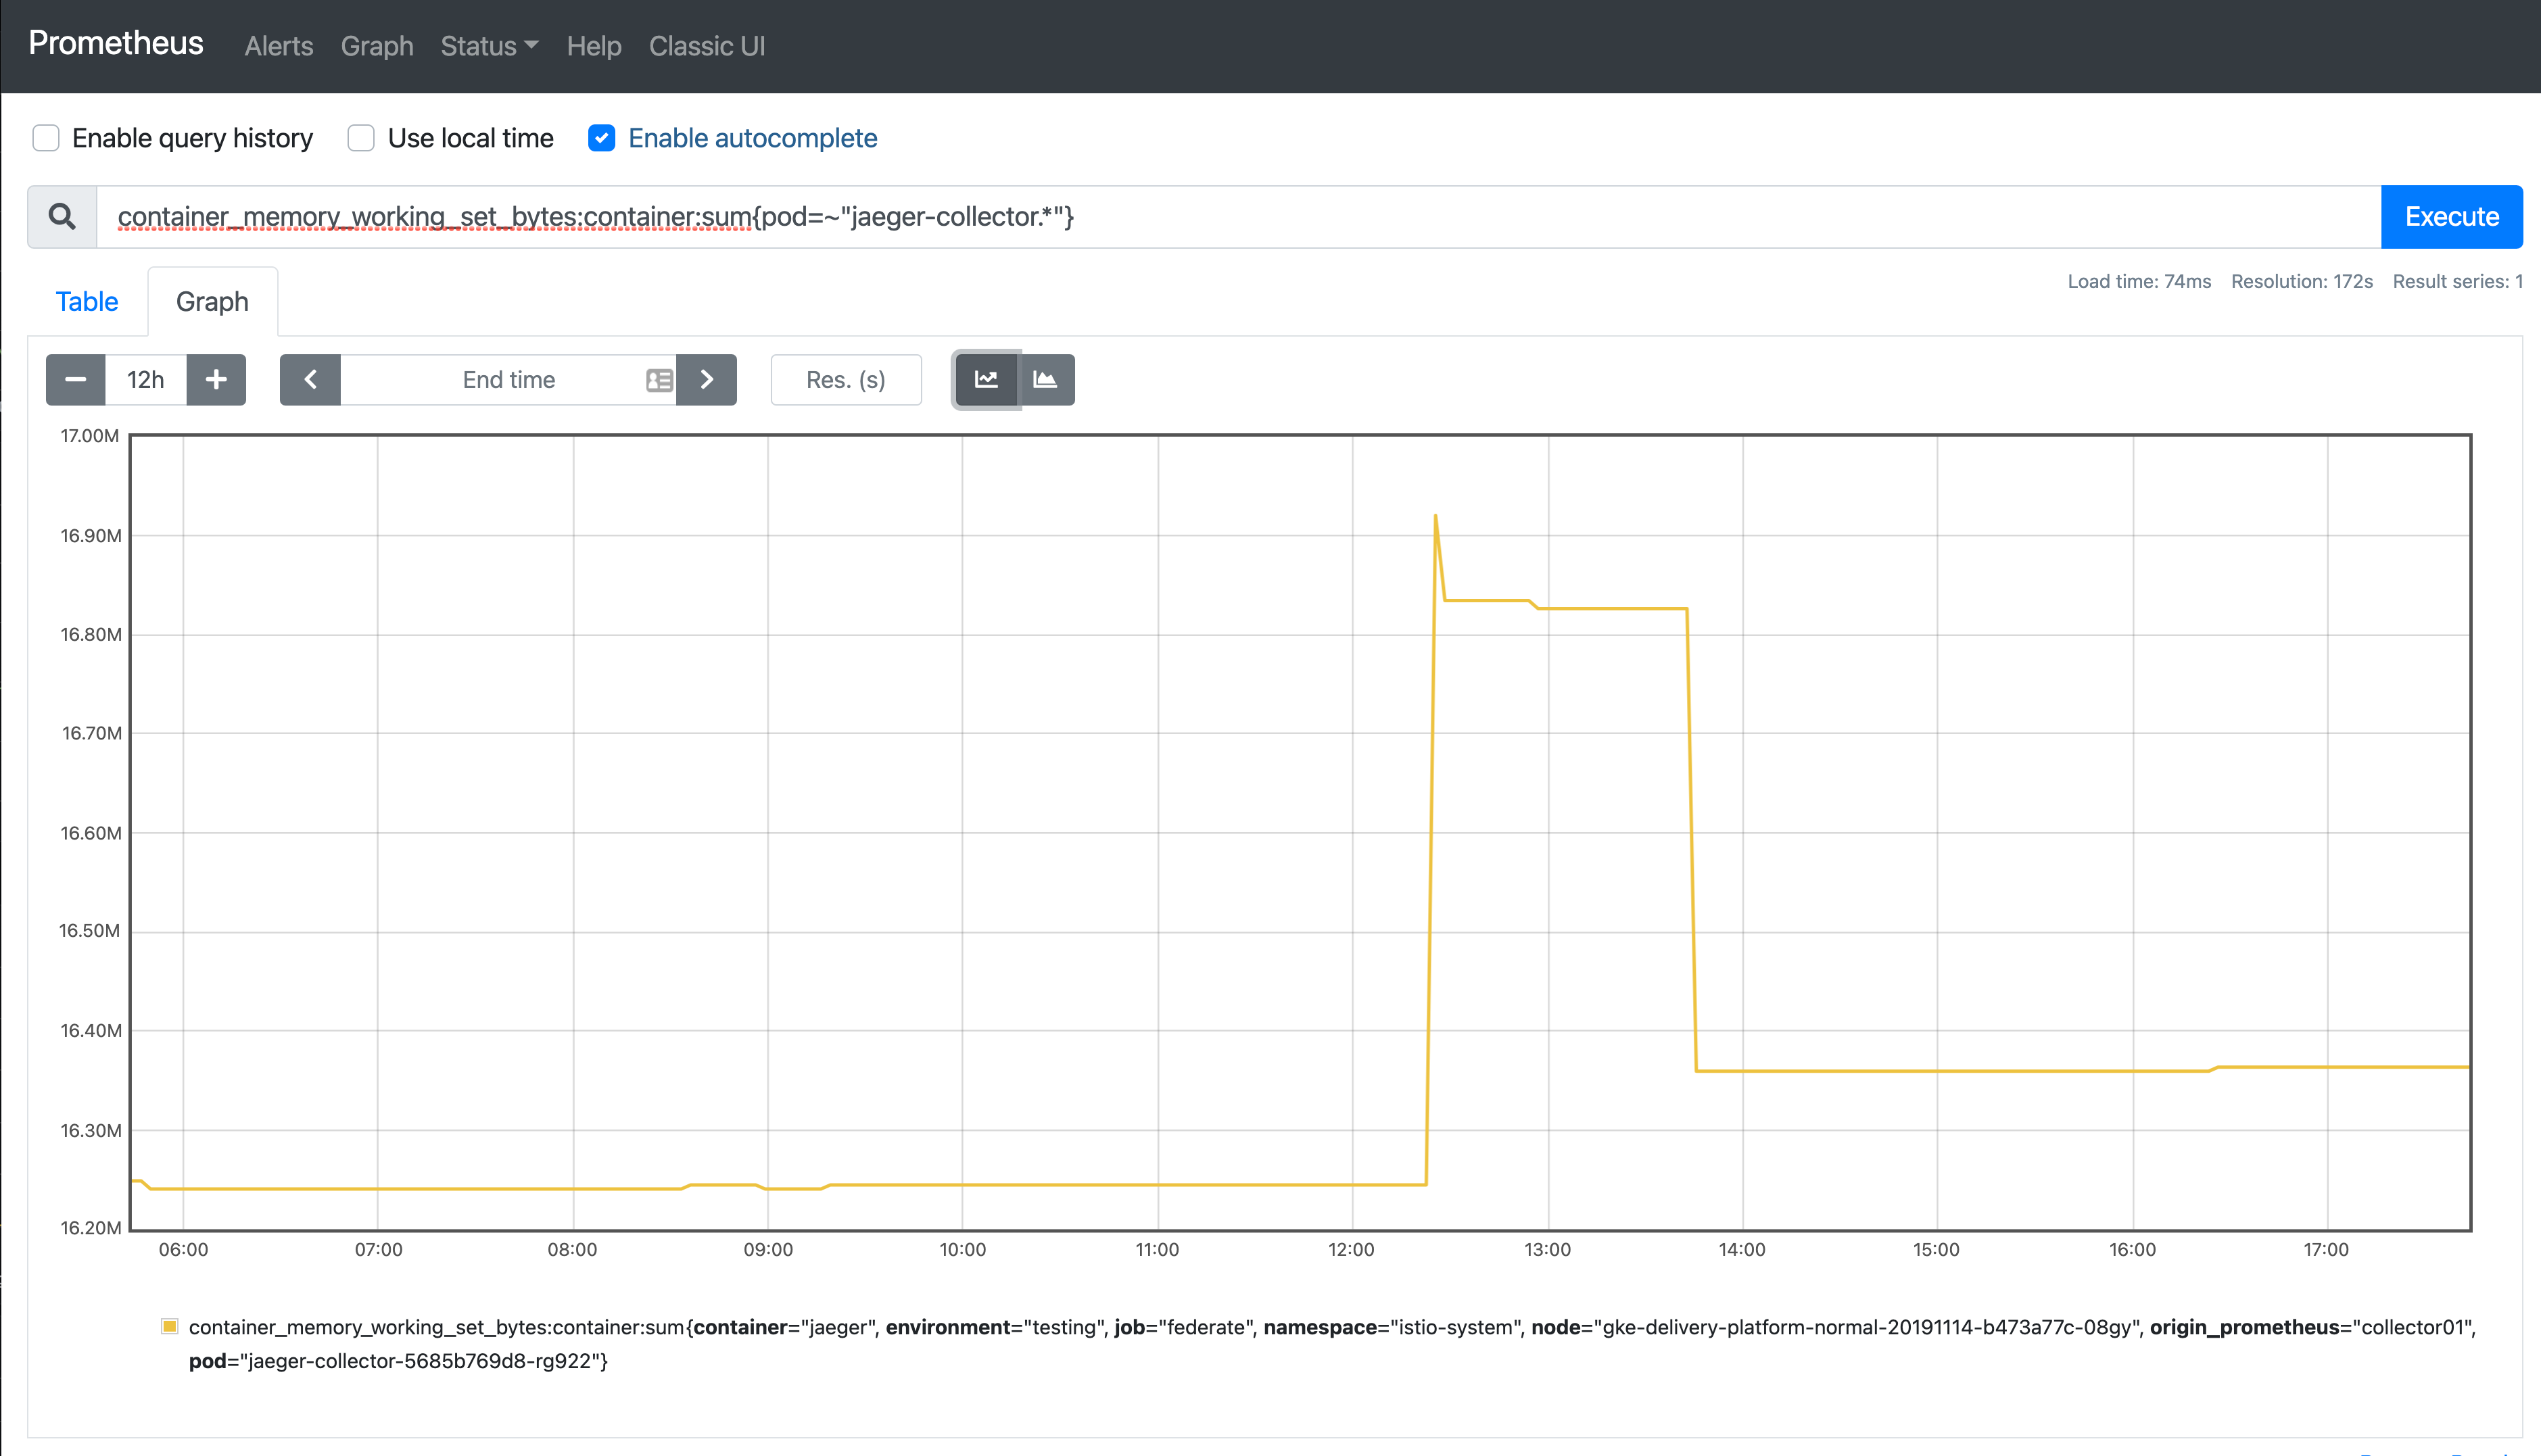 Prometheus Alerts Graph Status Help Classic UI
Enable query history Use local time Enable autocomplete
container_memory_working_set_bytes:container:sum{pod=~"jaeger-collector.*"} Execute
Load time: 74ms Resolution: 172s Result series: 1
Table Graph
12h End time Res. (s)
17.00M
16.90M
16.80M
16.70M
16.60M
16.50M
16.40M
16.30M
16.20M
06:00 07:00 08:00 09:00 10:00 11:00 12:00 13:00 14:00 15:00 16:00 17:00
container_memory_working_set_bytes:container:sum{container="jaeger", environment="testing", job="federate", namespace="istio-system", node="gke-delivery-platform-normal-20191114-b473a77c-08gy", origin_prometheus="collector01",
pod="jaeger-collector-5685b769d8-rg922"}